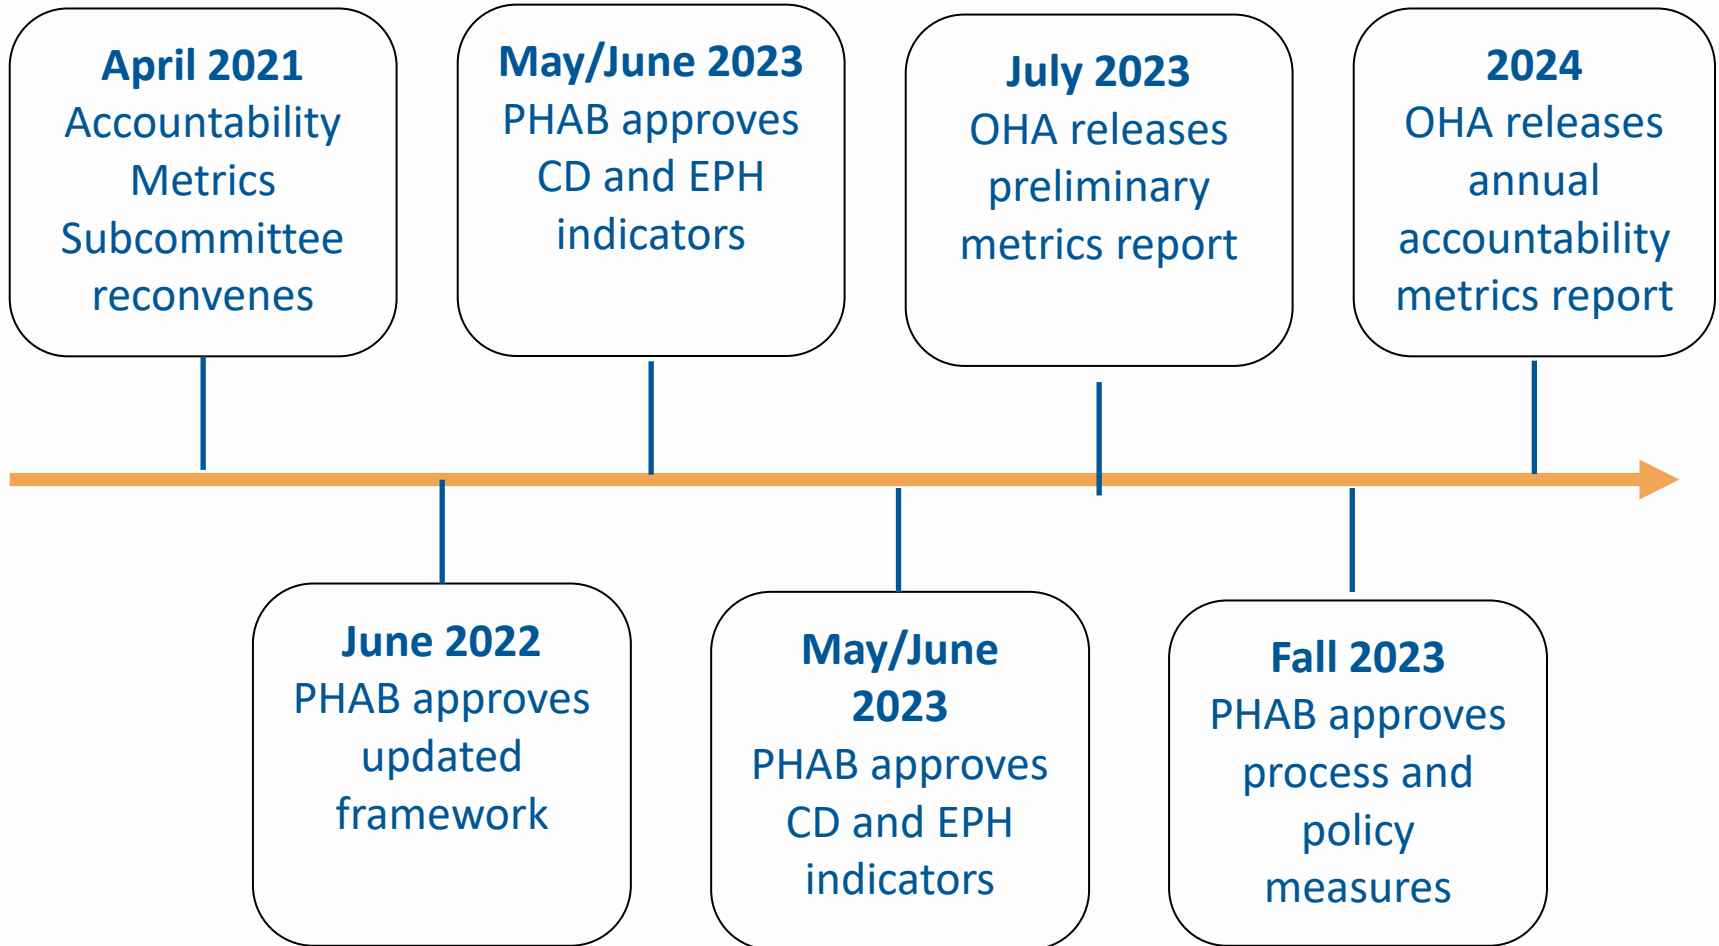 April 2021
Accountability
Metrics
Subcommittee
reconvenes
May/June 2023
PHAB approves
CD and EPH
indicators
July 2023
OHA releases
preliminary
metrics report
2024
OHA releases
annual
accountability
metrics report
June 2022
PHAB approves
updated
framework
May/June
2023
PHAB approves
CD and EPH
indicators
Fall 2023
PHAB approves
process and
policy
measures